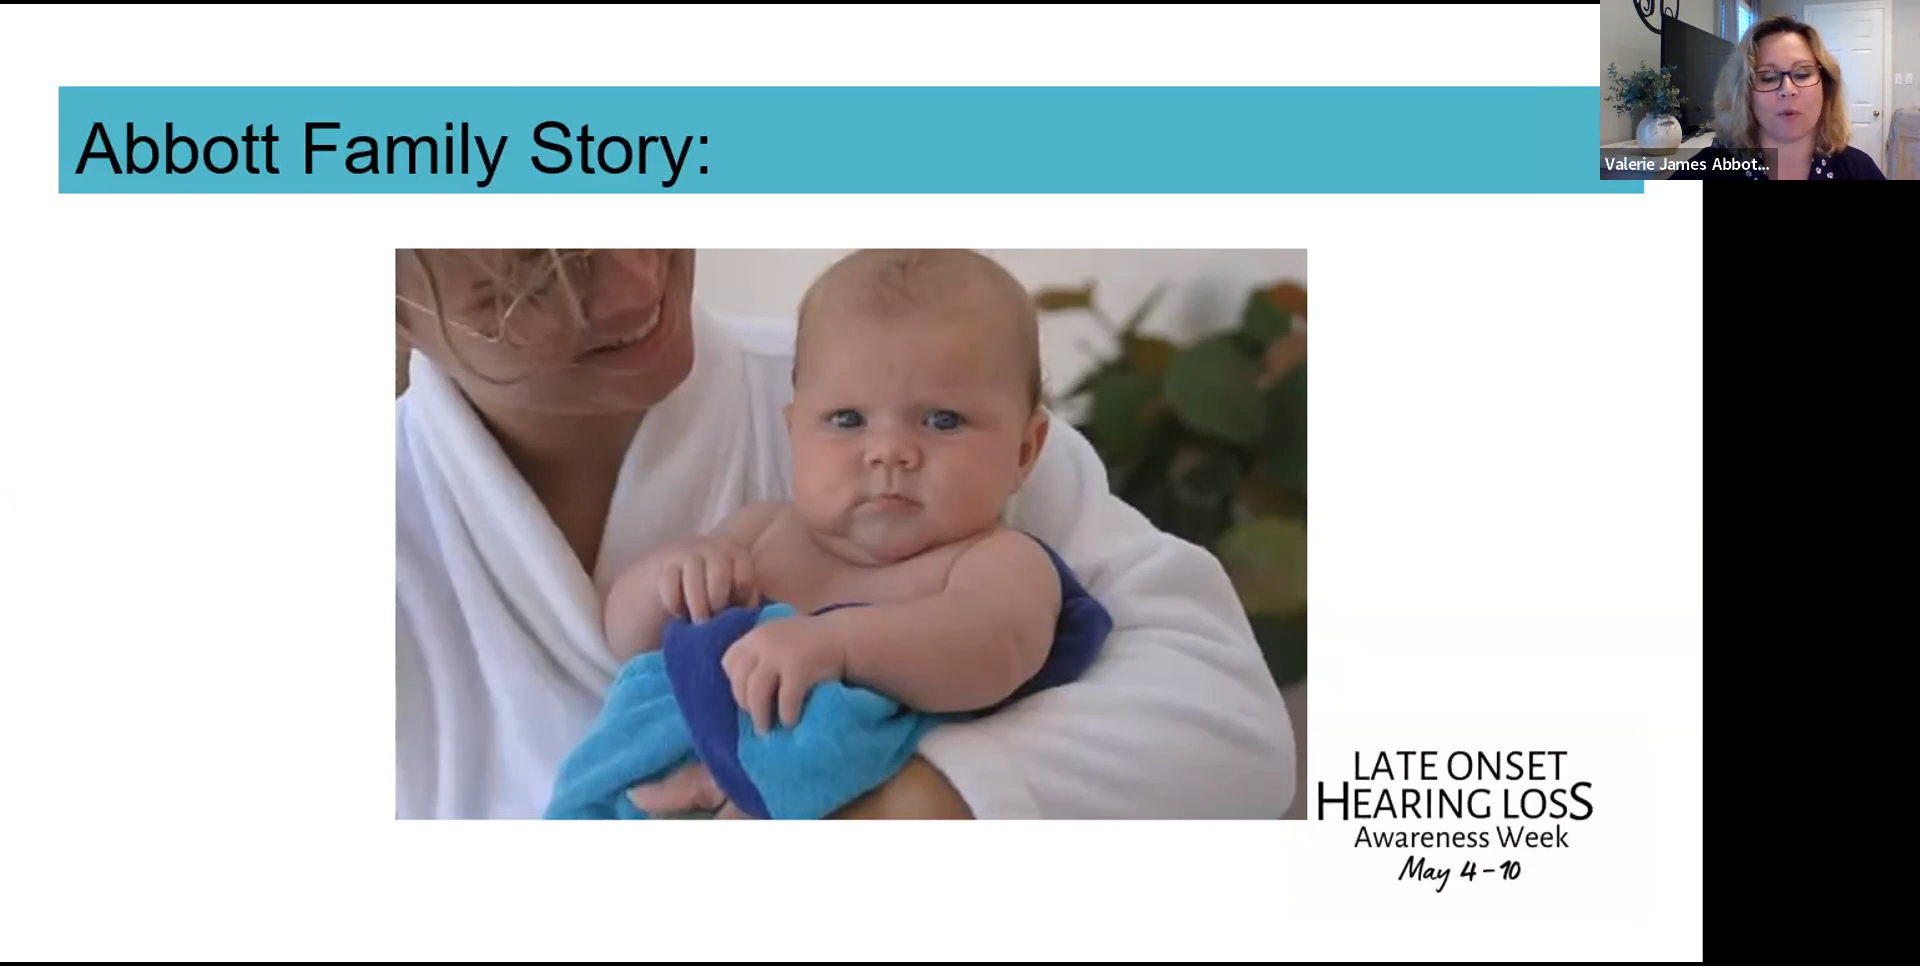 Abbott Family Story:
Valerie James Abbot...
LATE ONSET
HEARING LOSS
Awareness Week
May 4-10